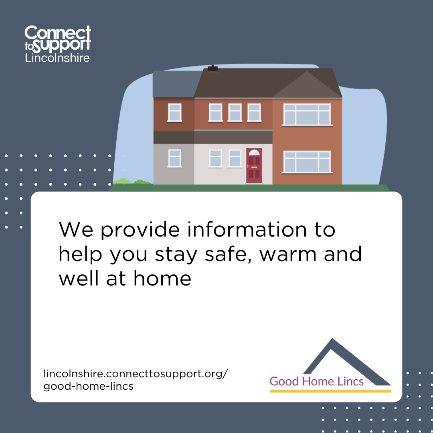 Connect
to Support
Lincolnshire
We provide information to
help you stay safe, warm and
well at home
lincolnshire.connecttosupport.org/
good-home-lincs
Good Home Lincs